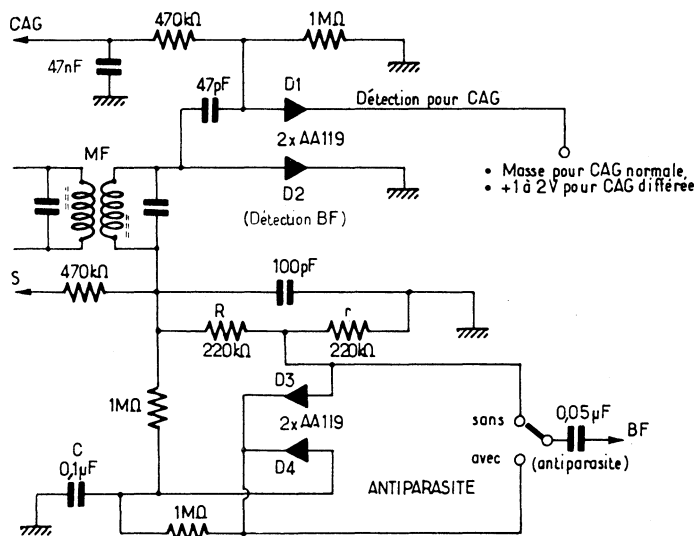 CAG
470kΩ
1MΩ
47nF
47pF
D1
Détection pour CAG
2xAA119
MF
D2
(Détection BF)
• Masse pour CAG normale,
• +1 à 2V pour CAG différée
S
470kΩ
100pF
R
r
220kΩ
220kΩ
1MΩ
D3
2xAA119
D4
sans
0,05µF
BF
avec
(antiparasite)
C
0,1µF
ANTIPARASITE
1MΩ